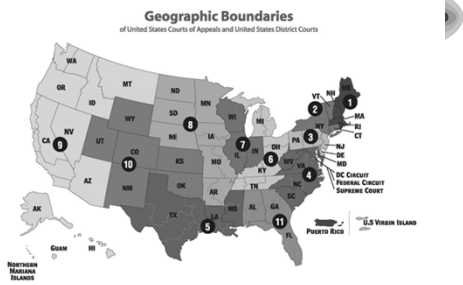 Geographic Boundaries
of United States Courts of Appeals and United States District Courts
WA
MT
ND
MN
OR
ID
SD
8
WI
MI
VT
NH
ME
1
2
NY
MA
RI
CT
WY
NE
IA
7
IL
IN
OH
PA
3
NJ
DE
MD
DC CIRCUIT
FEDERAL CIRCUIT
SUPREME COURT
CA
9
NV
UT
CO
10
KS
MO
6
KY
WV
VA
4
NC
TN
SC
AZ
NM
OK
AR
MS
AL
GA
11
TX
5
LA
FL
AK
GUAM
HI
NORTHERN
MARIANA
ISLANDS
PUERTO RICO
U.S VIRGIN ISLAND